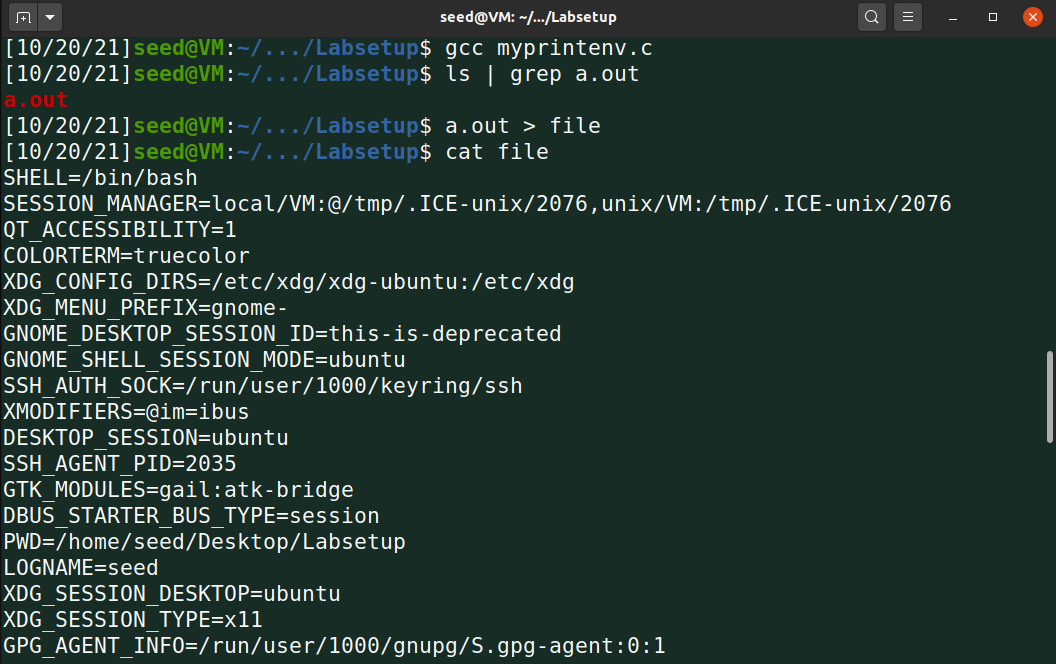 seed@VM: ~/.../Labsetup
[10/20/21]seed@VM:~/.../Labsetup$ gcc myprintenv.c
[10/20/21]seed@VM:~/.../Labsetup$ ls | grep a.out
a.out
[10/20/21]seed@VM:~/.../Labsetup$ a.out > file
[10/20/21]seed@VM:~/.../Labsetup$ cat file
SHELL=/bin/bash
SESSION_MANAGER=local/VM:@/tmp/.ICE-unix/2076,unix/VM:/tmp/.ICE-unix/2076
QT_ACCESSIBILITY=1
COLORTERM=truecolor
XDG_CONFIG_DIRS=/etc/xdg/xdg-ubuntu:/etc/xdg
XDG_MENU_PREFIX=gnome-
GNOME_DESKTOP_SESSION_ID=this-is-deprecated
GNOME_SHELL_SESSION_MODE=ubuntu
SSH_AUTH_SOCK=/run/user/1000/keyring/ssh
XMODIFIERS=@im=ibus
DESKTOP_SESSION=ubuntu
SSH_AGENT_PID=2035
GTK_MODULES=gail:atk-bridge
DBUS_STARTER_BUS_TYPE=session
PWD=/home/seed/Desktop/Labsetup
LOGNAME=seed
XDG_SESSION_DESKTOP=ubuntu
XDG_SESSION_TYPE=x11
GPG_AGENT_INFO=/run/user/1000/gnupg/S.gpg-agent:0:1